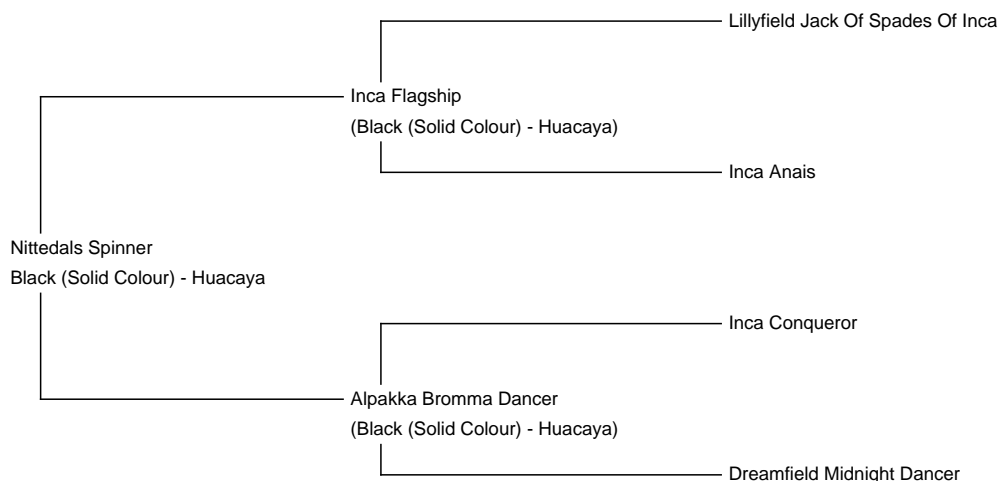 Lillyfield Jack Of Spades Of Inca
Inca Flagship
(Black (Solid Colour) - Huacaya)
Inca Anais
Nittedals Spinner
Black (Solid Colour) - Huacaya
Inca Conqueror
Alpakka Bromma Dancer
(Black (Solid Colour) - Huacaya)
Dreamfield Midnight Dancer